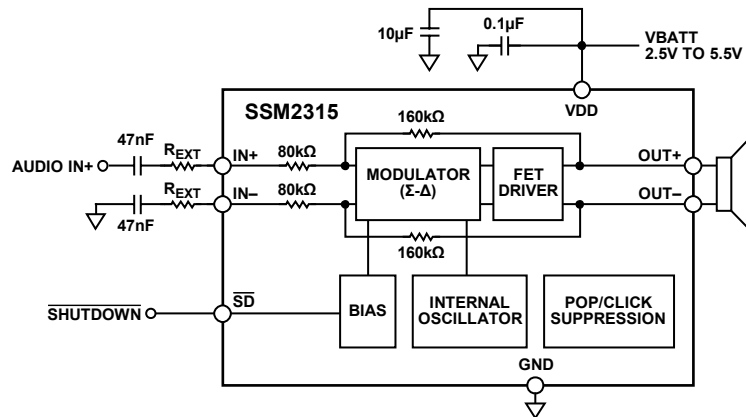 10µF
0.1µF
VBATT
2.5V TO 5.5V
VDD
SSM2315
160kΩ
47nF
REXT
IN+
80kΩ
AUDIO IN+
MODULATOR
(Σ-Δ)
FET
DRIVER
OUT+
REXT
IN–
80kΩ
OUT–
47nF
160kΩ
SHUTDOWN
SD
BIAS
INTERNAL
OSCILLATOR
POP/CLICK
SUPPRESSION
GND